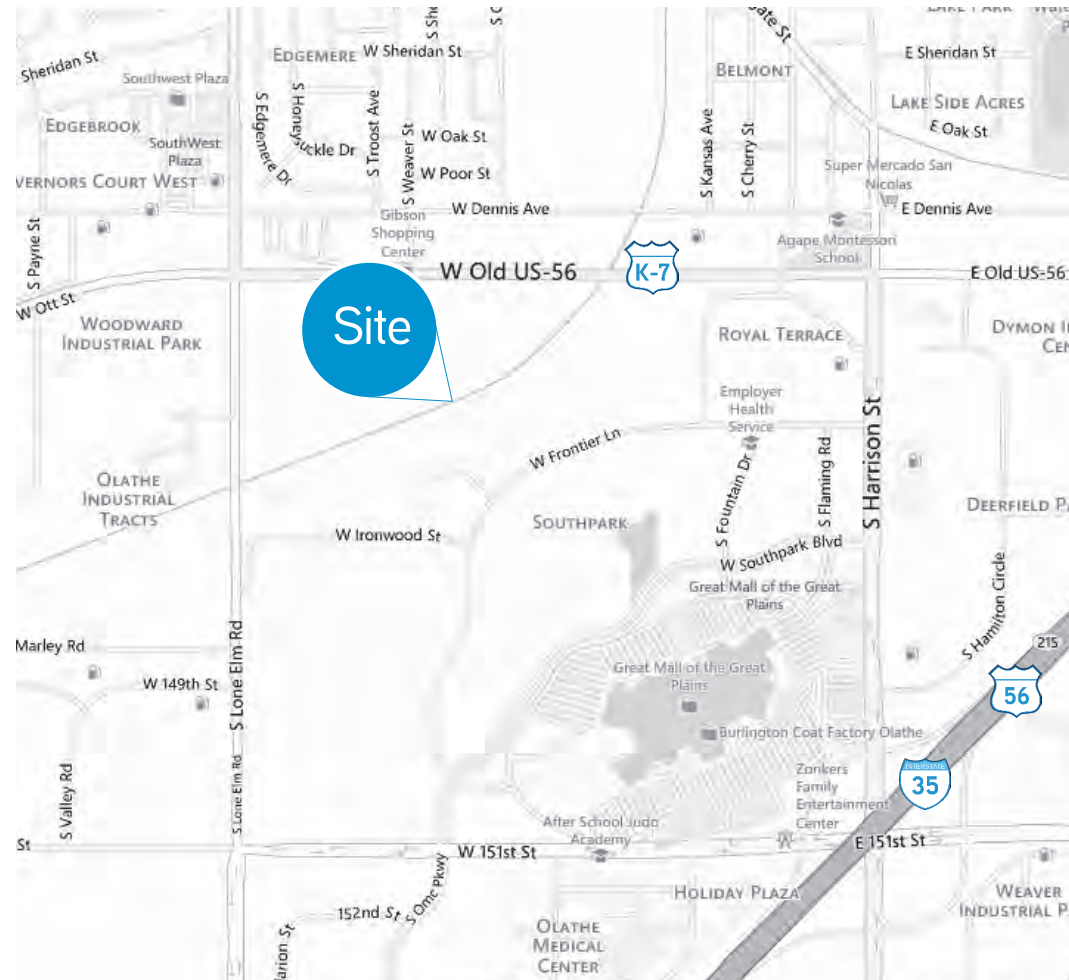 Sheridan St
Southwest Plaza
EDGEMERE
W Sheridan St
BELMONT
E Sheridan St
LAKE SIDE ACRES
EDGEBROOK
SouthWest
Plaza
VERNORS COURT WEST
S Edgemere Dr
S Honeysuckle Dr
S Troost Ave
S Weaver St
W Oak St
W Poor St
S Kansas Ave
S Cherry St
E Oak St
Super Mercado San
Nicolas
W Dennis Ave
E Dennis Ave
Gibson
Shopping
Center
Agape Montessori
School
S Payne St
W Old US-56
K-7
E Old US-56
W Ott St
WOODWARD
INDUSTRIAL PARK
Site
ROYAL TERRACE
DYMON
Employer
Health
Service
W Frontier Ln
S Harrison St
OLATHE
INDUSTRIAL
TRACTS
S Fountain Dr
S Flaming Rd
SOUTHPARK
DEERFIELD
W Ironwood St
W Southpark Blvd
Great Mall of the Great
Plains
S Hamilton Circle
Marley Rd
215
W 149th St
S Lone Elm Rd
Great Mall of the Great
Plains
56
Burlington Coat Factory Olathe
INTERSTATE
35
S Valley Rd
S Lone Elm Rd
Zonkers
Family
Entertainment
Center
After School Judo
Academy
St
W 151st St
E 151st St
S Omc Pkwy
HOLIDAY PLAZA
WEAVER
INDUSTRIAL
152nd St
OLATHE
MEDICAL
CENTER